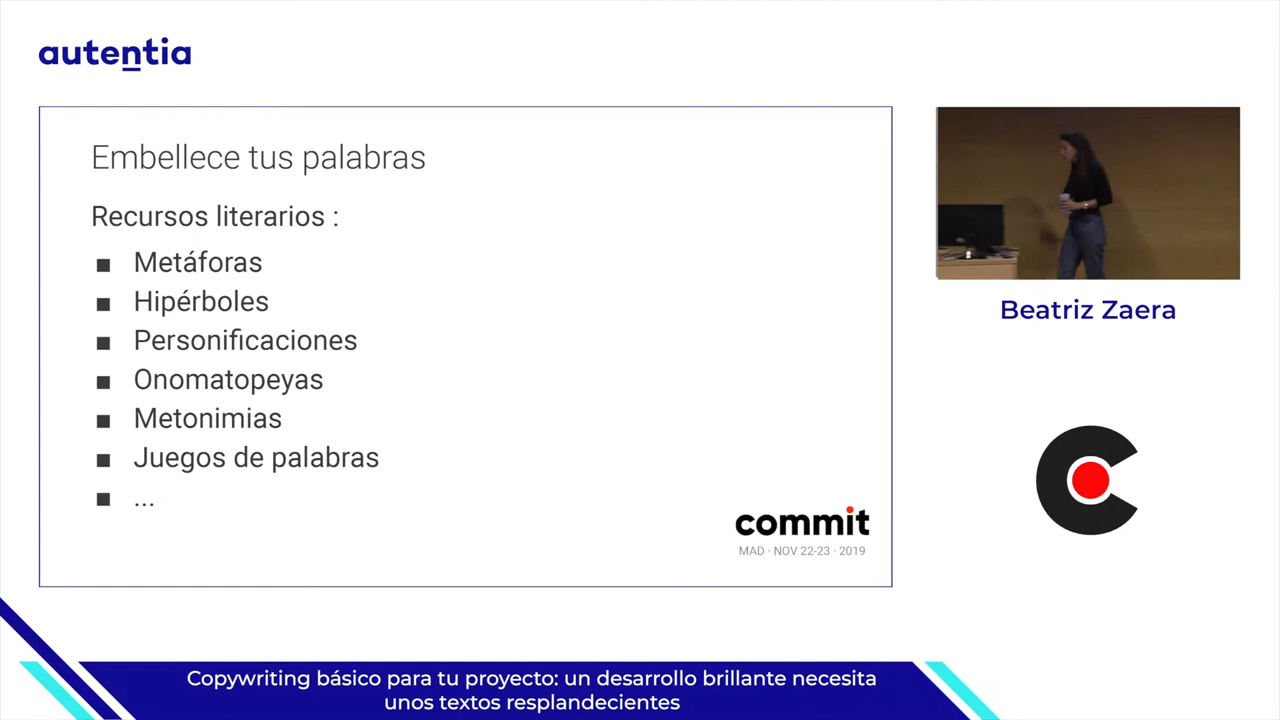 autentia
Embellece tus palabras
Recursos literarios :
■ Metáforas
■ Hipérboles
■ Personificaciones
■ Onomatopeyas
■ Metonimias
■ Juegos de palabras
■ ...
commit
MAD · NOV 22-23 · 2019
Beatriz Zaera
Copywriting básico para tu proyecto: un desarrollo brillante necesita
unos textos resplandecientes